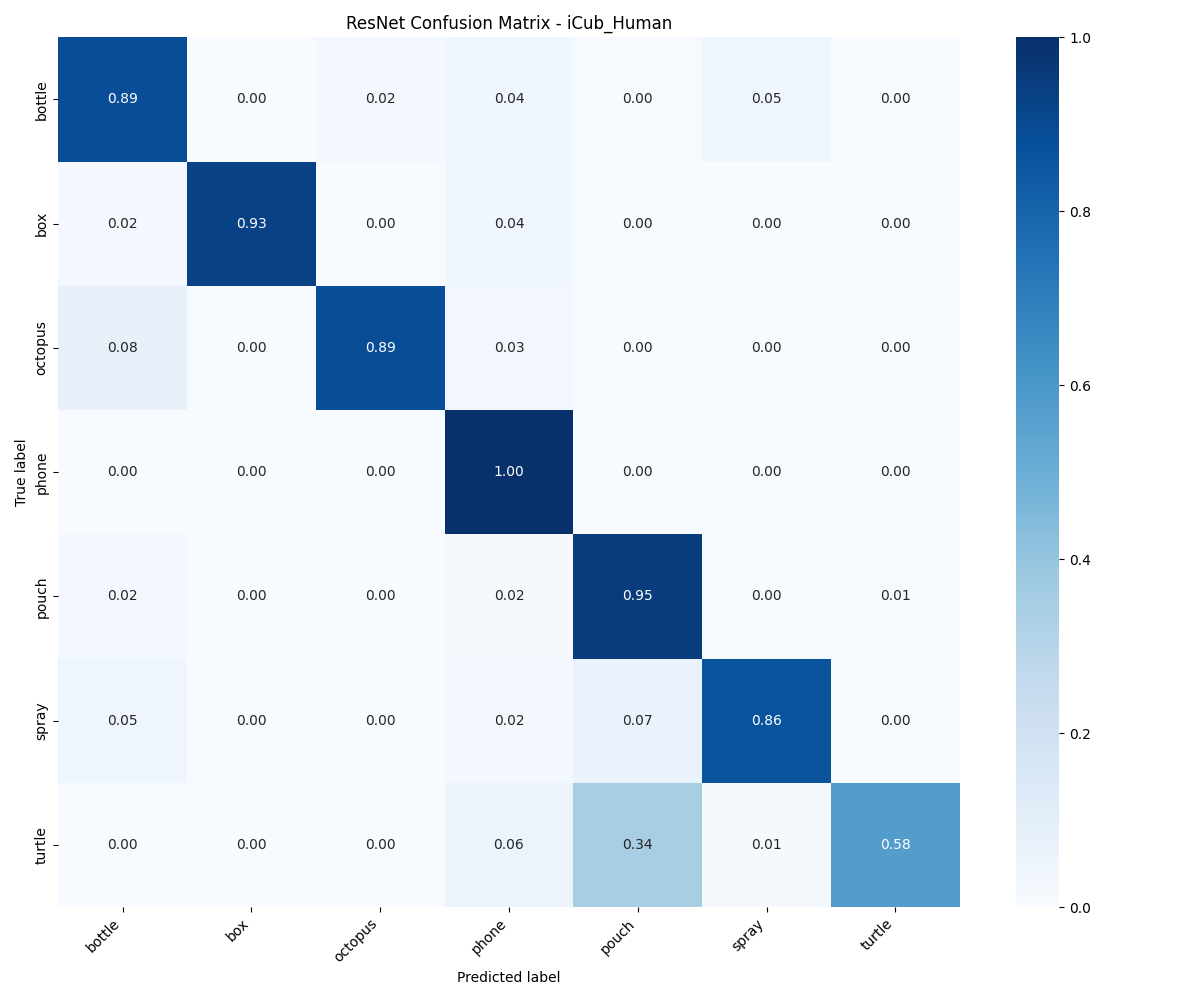 ResNet Confusion Matrix - iCub_Human
True label
bottle 0.89 0.00 0.02 0.04 0.00 0.05 0.00
box 0.02 0.93 0.00 0.04 0.00 0.00 0.00
octopus 0.08 0.00 0.89 0.03 0.00 0.00 0.00
phone 0.00 0.00 0.00 1.00 0.00 0.00 0.00
pouch 0.02 0.00 0.00 0.02 0.95 0.00 0.01
spray 0.05 0.00 0.00 0.02 0.07 0.86 0.00
turtle 0.00 0.00 0.00 0.06 0.34 0.01 0.58
bottle box octopus phone pouch spray turtle
Predicted label
1.0
0.8
0.6
0.4
0.2
0.0